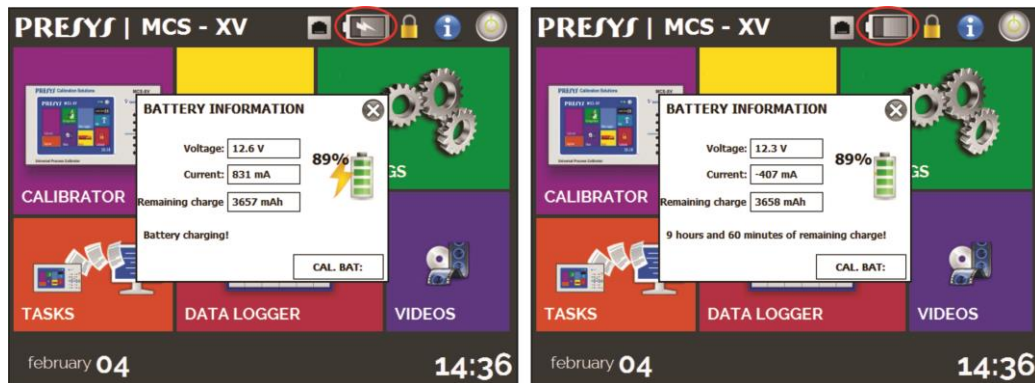 PRESYS | MCS - XV
BATTERY INFORMATION
Voltage: 12.6 V
89%
Current: 831 mA
Remaining charge 3657 mAh
Battery charging!
CAL. BAT:
GS
CALIBRATOR
TASKS
DATA LOGGER
VIDEOS
february 04
14:36
PRESYS | MCS - XV
BATTERY INFORMATION
Voltage: 12.3 V
89%
Current: -407 mA
Remaining charge 3658 mAh
9 hours and 60 minutes of remaining charge!
CAL. BAT:
GS
CALIBRATOR
TASKS
DATA LOGGER
VIDEOS
february 04
14:36